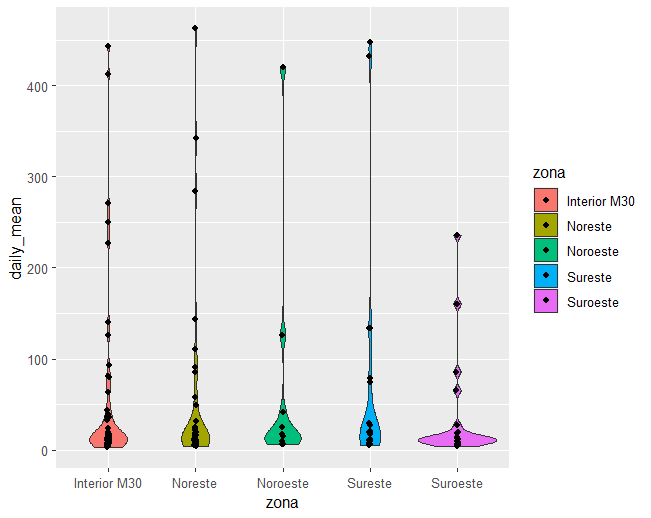 400
300
200
100
0
daily_mean
Interior M30 Noreste Noroeste Sureste Suroeste
zona
zona
Interior M30
Noreste
Noroeste
Sureste
Suroeste